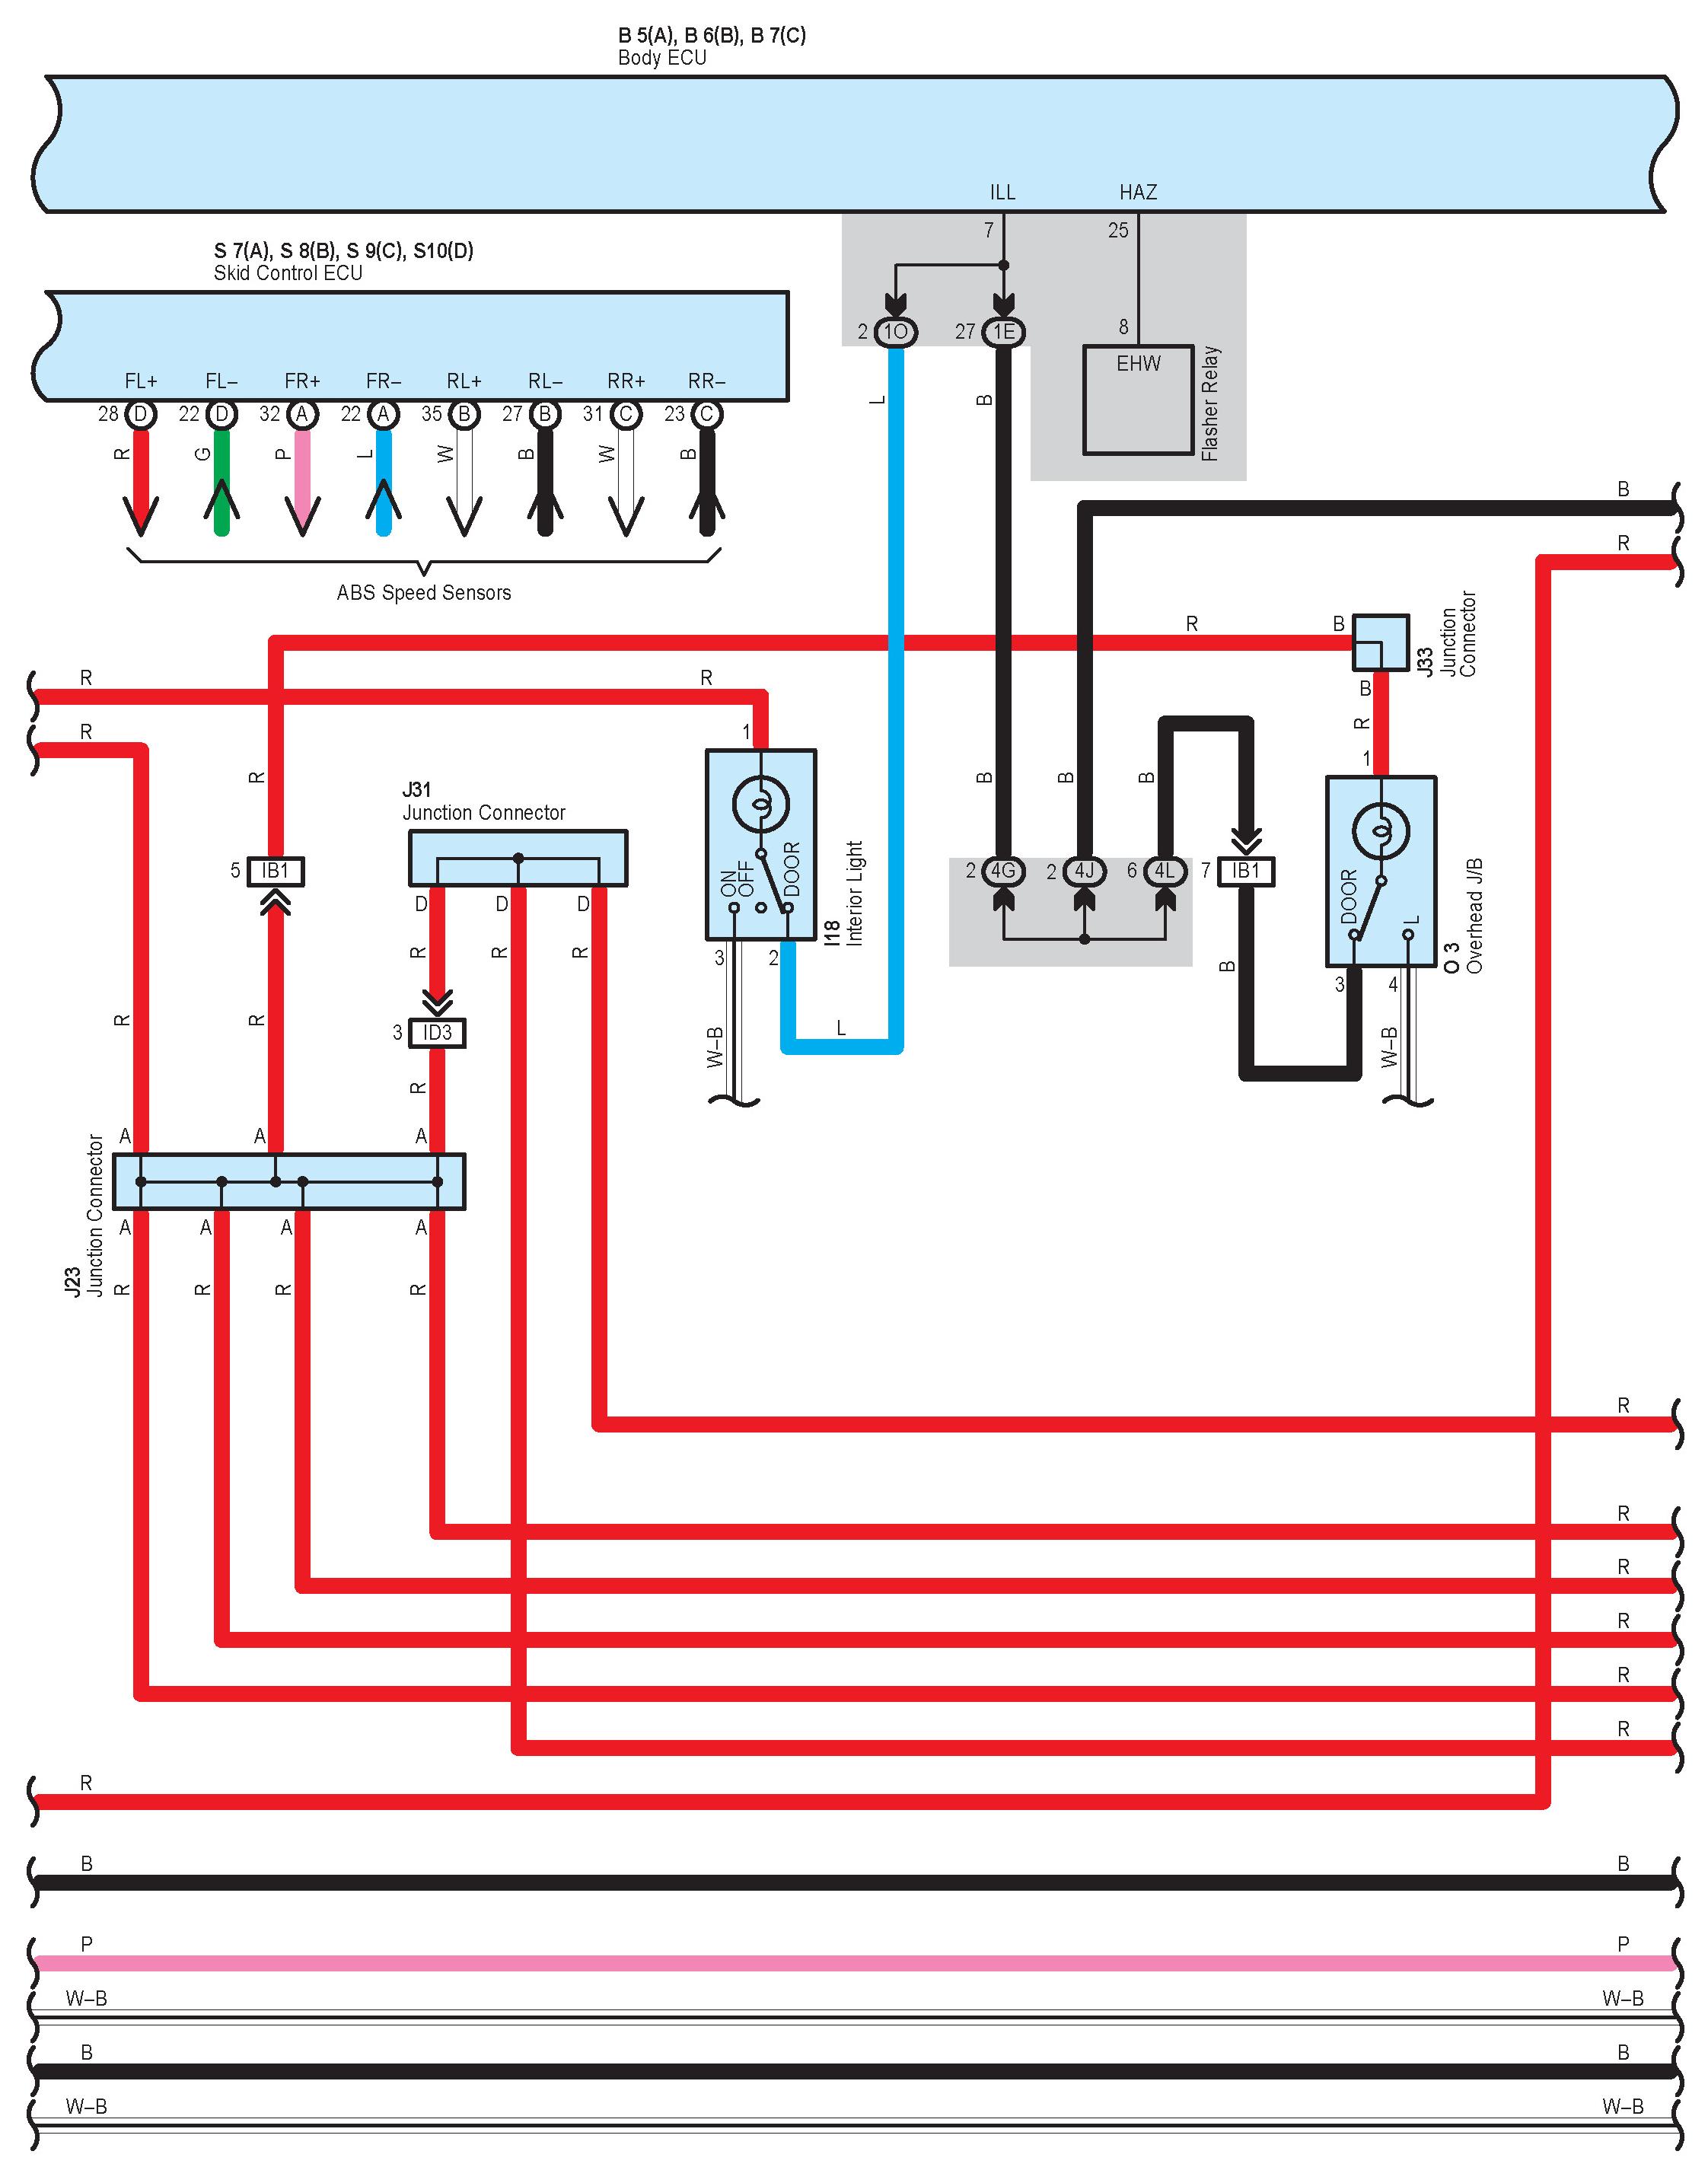 B 5(A), B 6(B), B 7(C)
Body ECU
ILL
HAZ
7
25
S 7(A), S 8(B), S 9(C), S10(D)
Skid Control ECU
2
1O
27
1E
8
EHW
Flasher Relay
FL+
FL–
FR+
FR–
RL+
RL–
RR+
RR–
28
D
22
D
32
A
22
A
35
B
27
B
31
C
23
C
R
G
P
L
W
B
W
B
L
B
ABS Speed Sensors
B
R
R
B
J33
Junction
Connector
R
R
B
R
R
1
1
R
B
B
B
J31
Junction Connector
ON
OFF
DOOR
I18
Interior Light
5
IB1
2
4G
2
4J
6
4L
7
IB1
DOOR
L
O 3
Overhead J/B
D
D
D
R
R
R
3
2
B
3
4
R
R
3
ID3
R
W–B
L
W–B
A
A
A
J23
Junction Connector
A
A
A
A
R
R
R
R
R
R
R
R
R
R
R
B
B
P
P
W–B
W–B
B
B
W–B
W–B